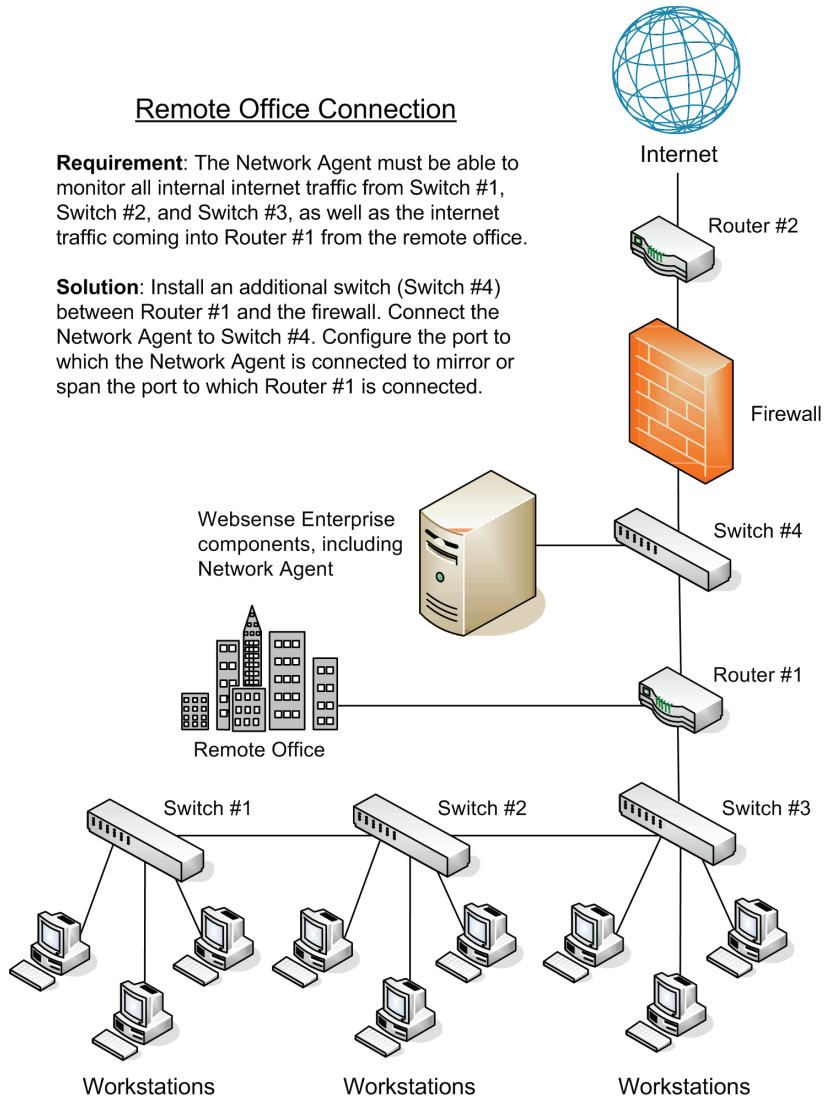 Remote Office Connection
Requirement: The Network Agent must be able to
monitor all internal internet traffic from Switch #1,
Switch #2, and Switch #3, as well as the internet
traffic coming into Router #1 from the remote office.
Solution: Install an additional switch (Switch #4)
between Router #1 and the firewall. Connect the
Network Agent to Switch #4. Configure the port to
which the Network Agent is connected to mirror or
span the port to which Router #1 is connected.
Internet
Router #2
Firewall
Switch #4
Websense Enterprise
components, including
Network Agent
Router #1
Remote Office
Switch #1
Switch #2
Switch #3
Workstations
Workstations
Workstations